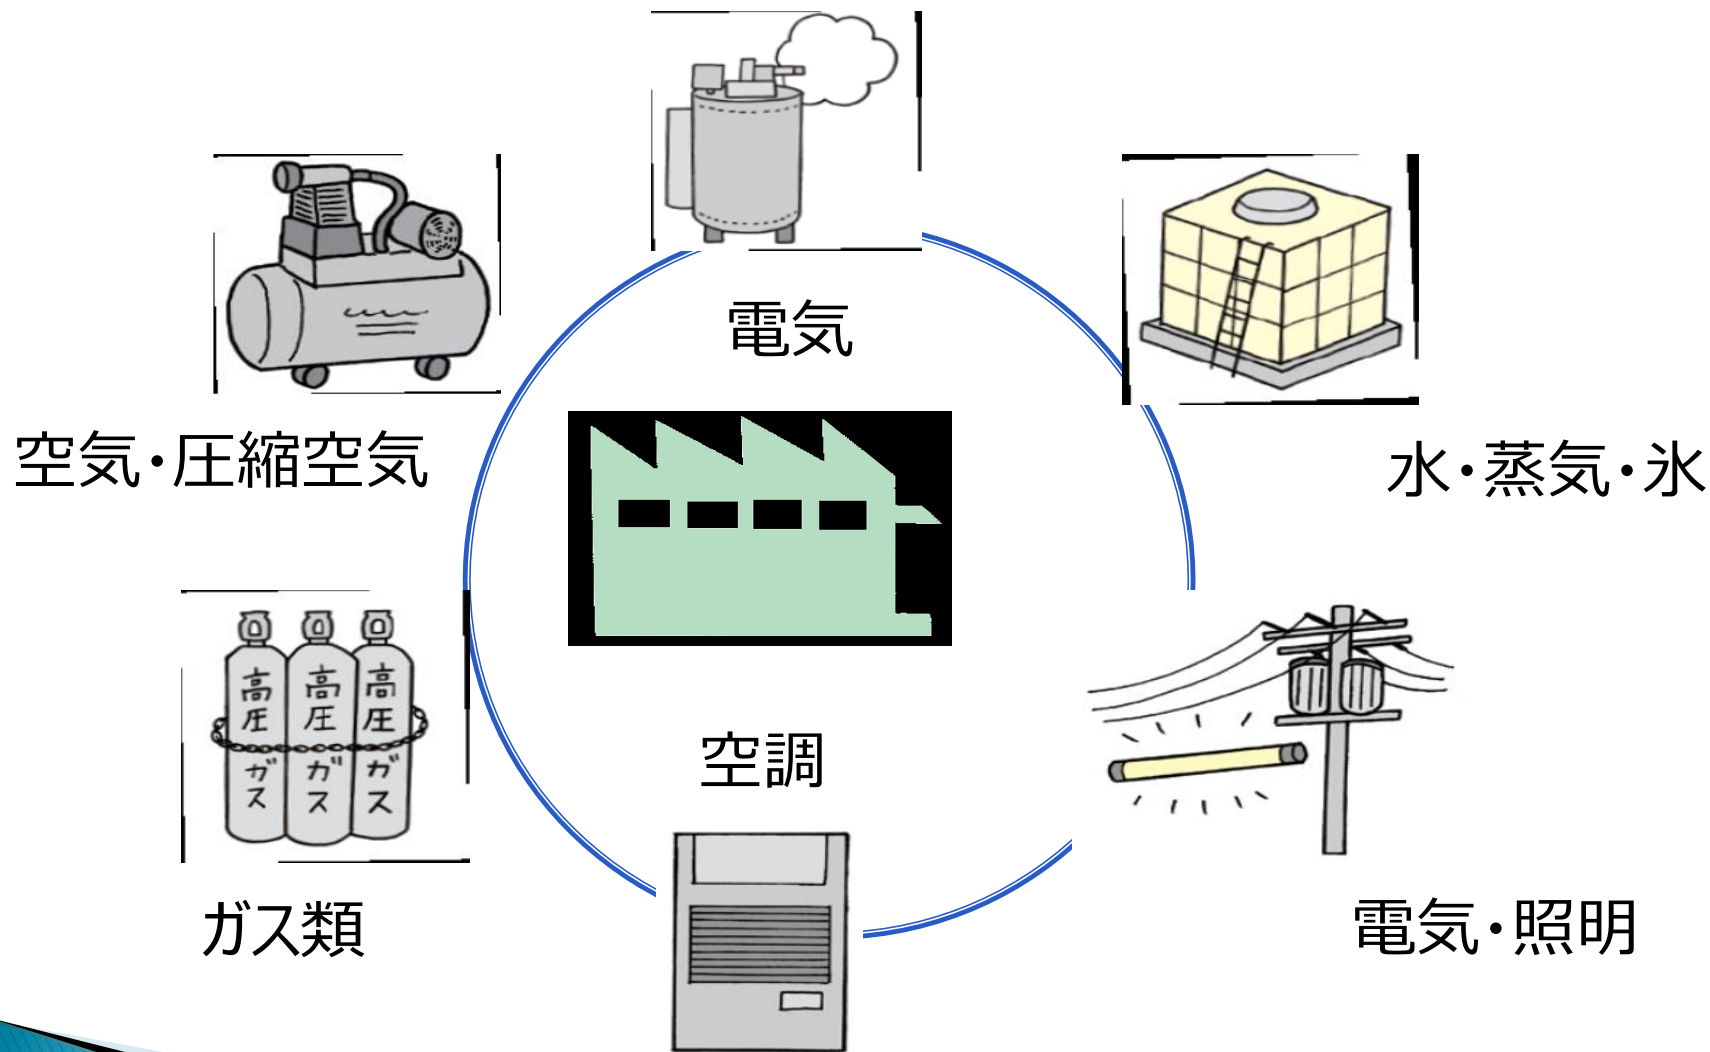 電気
空気・圧縮空気
水・蒸気・氷
高圧ガス
高圧ガス
高圧ガス
空調
ガス類
電気・照明